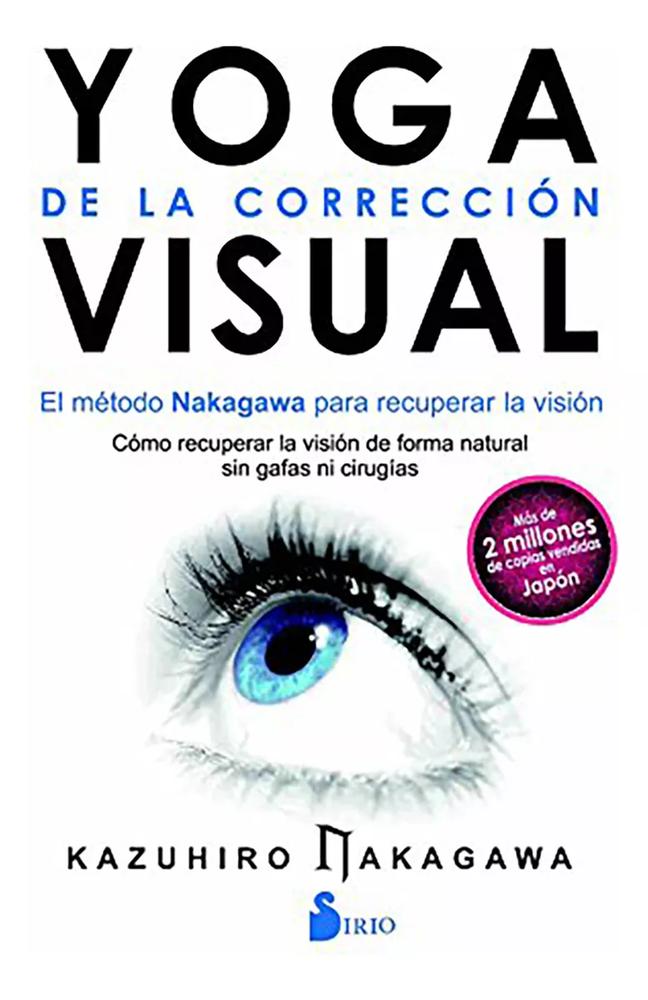 YOGA
DE LA CORRECCIÓN
VISUAL
El método Nakagawa para recuperar la visión
Cómo recuperar la visión de forma natural
sin gafas ni cirugías
Más de
2 millones
de copias vendidas
en
Japón
KAZUHIRO NAKAGAWA
SIRIO